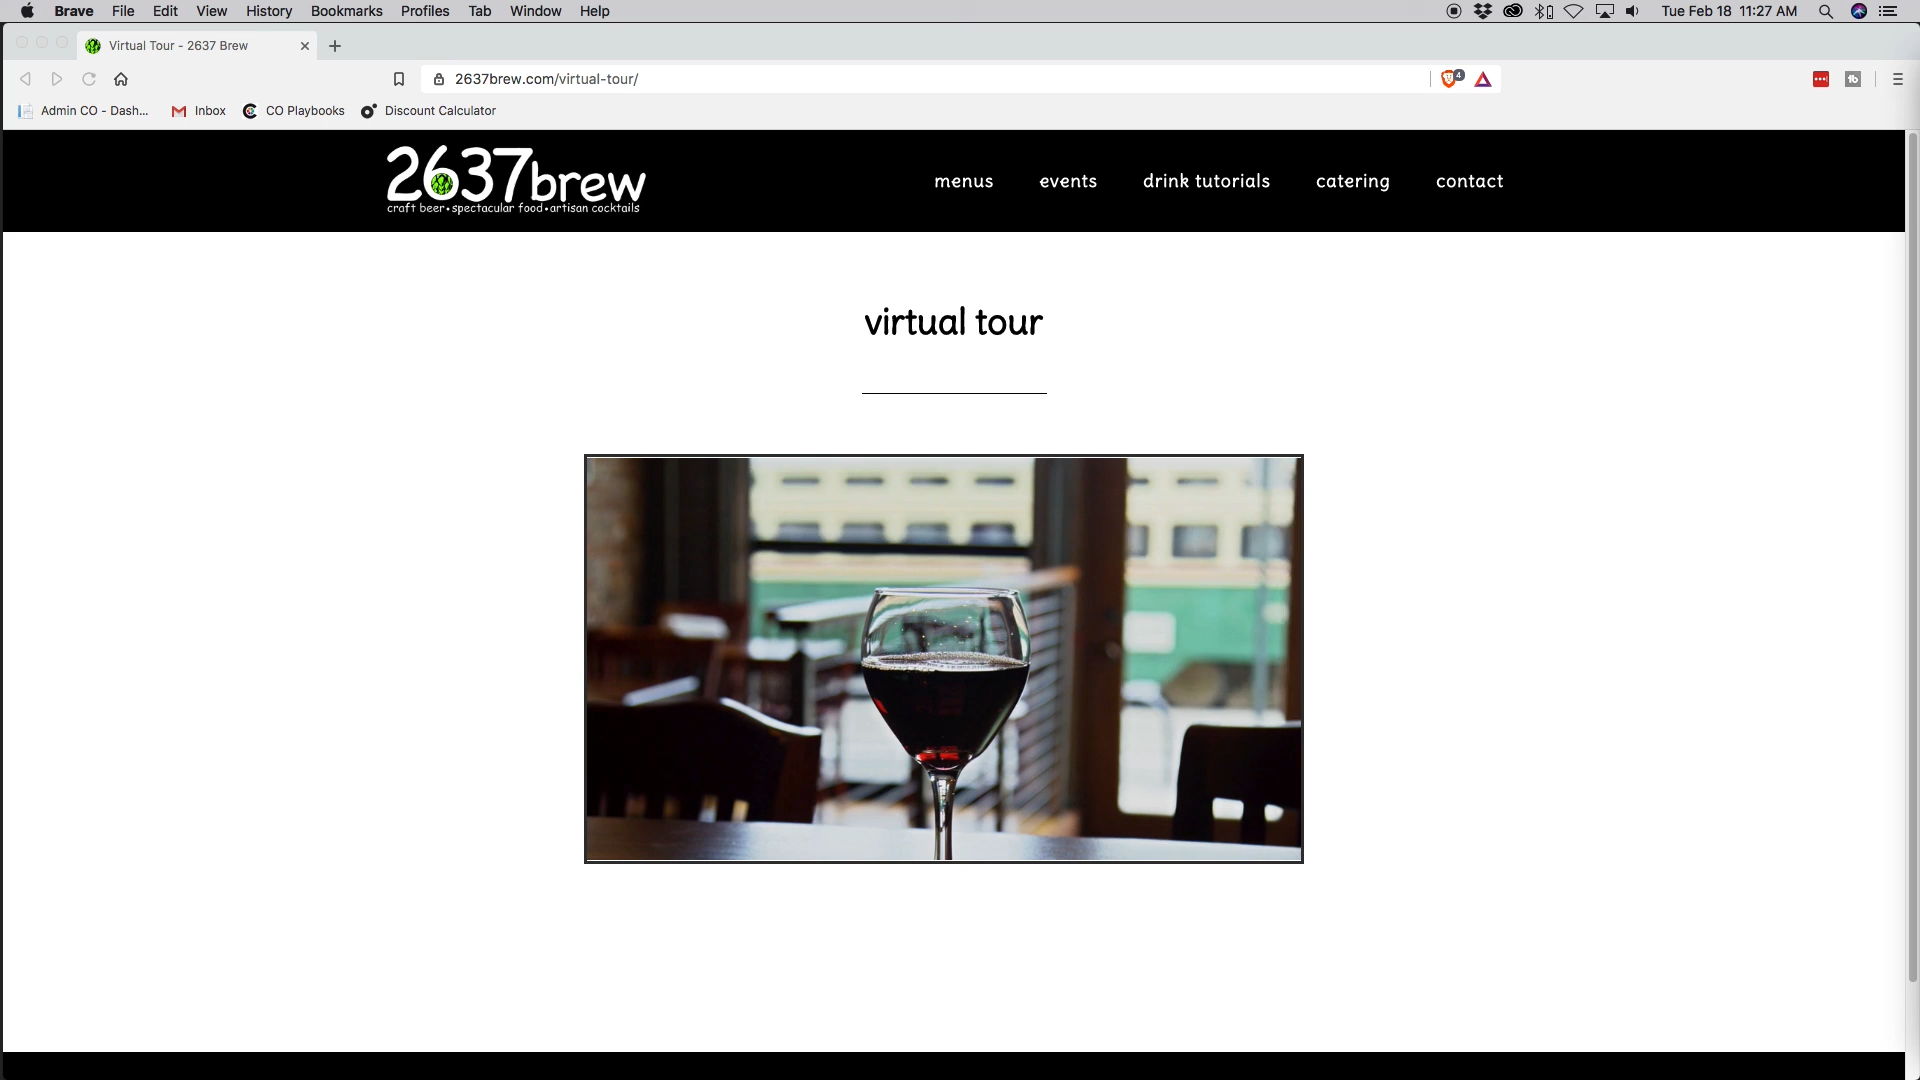 Brave File Edit View History Bookmarks Profiles Tab Window Help Tue Feb 18 11:27 AM
Virtual Tour - 2637 Brew
2637brew.com/virtual-tour/ 4
Admin CO - Dash... Inbox CO Playbooks Discount Calculator
2637brew
craft beer•spectacular food•artisan cocktails
menus events drink tutorials catering contact
virtual tour